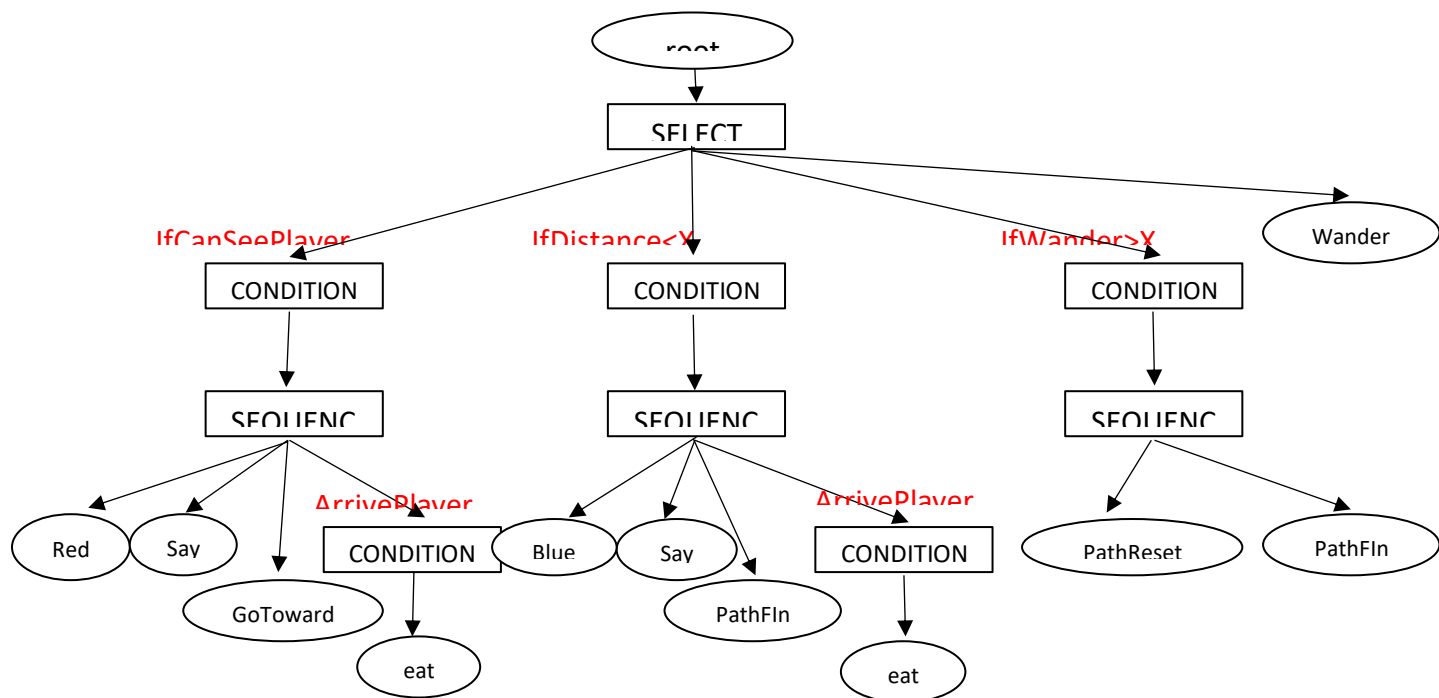 root
SELECT
IfCanSeePlayer
IfDistance<X
IfWander>X
Wander
CONDITION
CONDITION
CONDITION
SEQUENC
SEQUENC
SEQUENC
ArrivePlayer
ArrivePlayer
Red
Say
CONDITION
Blue
Say
CONDITION
PathReset
PathFIn
GoToward
PathFIn
eat
eat